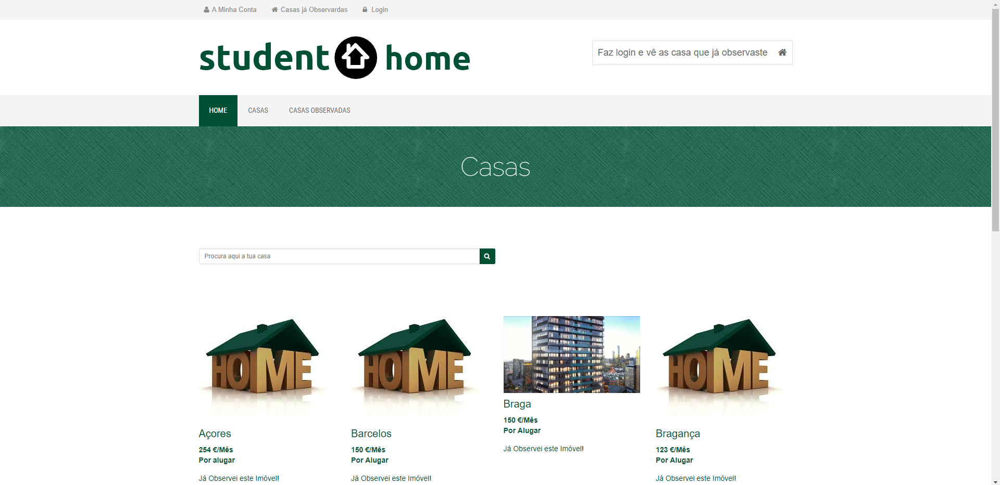 A Minha Conta
Casas já Observardas
Login
student home
Faz login e vê as casa que já observaste
HOME
CASAS
CASAS OBSERVADAS
Casas
Procura aqui a tua casa
HOME
HOME
HOME
Açores
254 €/Mês
Por alugar
Já Observei este Imóvel!
Barcelos
150 €/Mês
Por Alugar
Já Observei este Imóvel!
Braga
150 €/Mês
Por Alugar
Já Observei este Imóvel!
Bragança
123 €/Mês
Por Alugar
Já Observei este Imóvel!